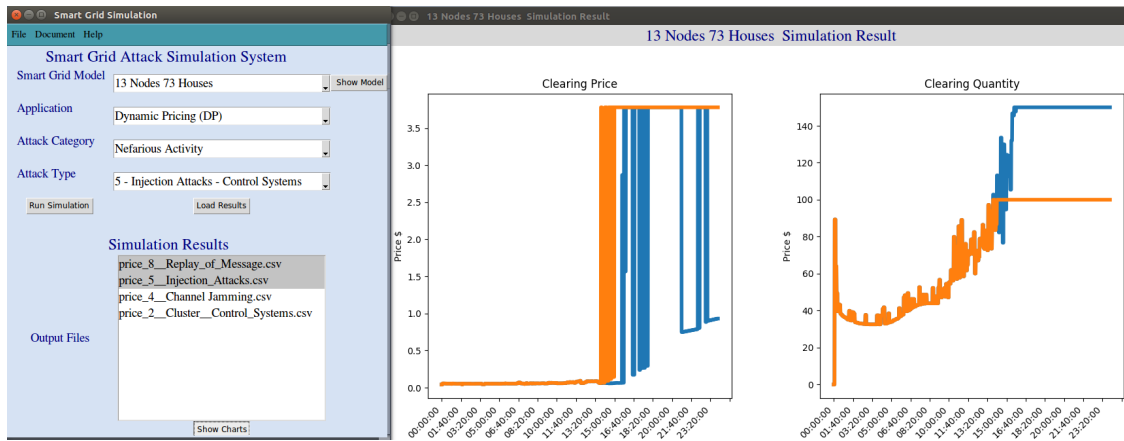 Smart Grid Simulation
File Document Help
Smart Grid Attack Simulation System
Smart Grid Model
13 Nodes 73 Houses
Show Model
Application
Dynamic Pricing (DP)
Attack Category
Nefarious Activity
Attack Type
5 - Injection Attacks - Control Systems
Run Simulation
Load Results
Simulation Results
price_8__Replay_of_Message.csv
price_5__Injection_Attacks.csv
price_4__Channel Jamming.csv
price_2__Cluster__Control_Systems.csv
Output Files
Show Charts
13 Nodes 73 Houses Simulation Result
13 Nodes 73 Houses Simulation Result
Clearing Price
Price $
3.5
3.0
2.5
2.0
1.5
1.0
0.5
0.0
00:00:00
01:40:00
03:20:00
05:00:00
06:40:00
08:20:00
10:00:00
11:40:00
13:20:00
15:00:00
16:40:00
18:20:00
20:00:00
21:40:00
23:20:00
Clearing Quantity
Price $
140
120
100
80
60
40
20
0
00:00:00
01:40:00
03:20:00
05:00:00
06:40:00
08:20:00
10:00:00
11:40:00
13:20:00
15:00:00
16:40:00
18:20:00
20:00:00
21:40:00
23:20:00